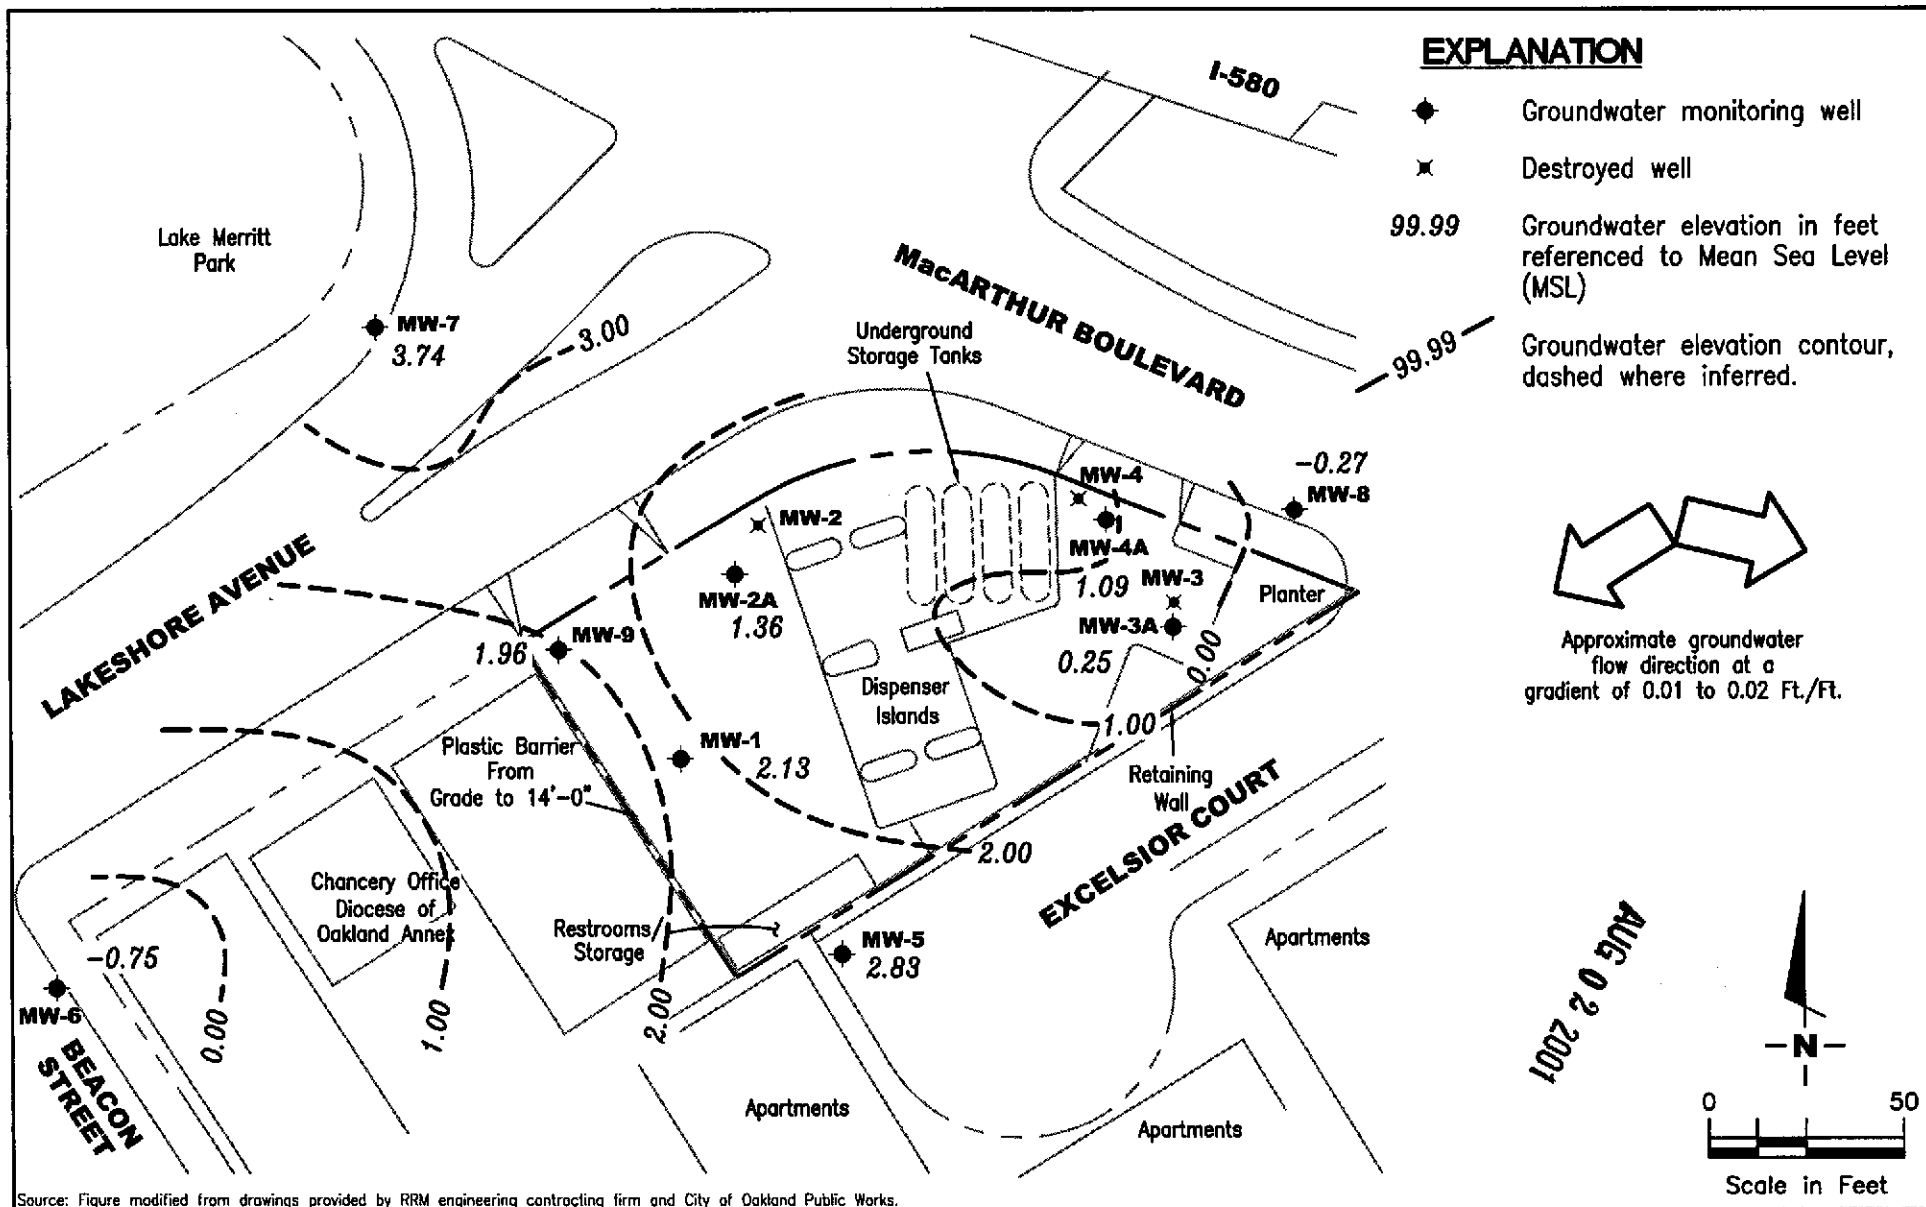 EXPLANATION
Groundwater monitoring well
Destroyed well
99.99
Groundwater elevation in feet
referenced to Mean Sea Level
(MSL)
99.99
Groundwater elevation contour,
dashed where inferred.
I-580
Lake Merritt
Park
MacARTHUR BOULEVARD
MW-7
3.74
3.00
Underground
Storage Tanks
-0.27
MW-8
MW-4
MW-2
MW-4A
1.09
MW-3
Planter
MW-2A
1.36
LAKESHORE AVENUE
MW-9
1.96
MW-3A
0.25
0.00
Approximate groundwater
flow direction at a
gradient of 0.01 to 0.02 Ft./Ft.
Dispenser
Islands
1.00
Plastic Barrier
From
Grade to 14'-0"
MW-1
2.13
Retaining
Wall
2.00
EXCELSIOR COURT
Chancery Office
Diocese of
Oakland Annex
Restrooms/
Storage
MW-5
2.83
Apartments
AUG 02 2001
-0.75
MW-6
0.00
1.00
2.00
BEACON
STREET
N
Apartments
Apartments
0 50
Scale in Feet
Source: Figure modified from drawings provided by RRM engineering contracting firm and City of Oakland Public Works.